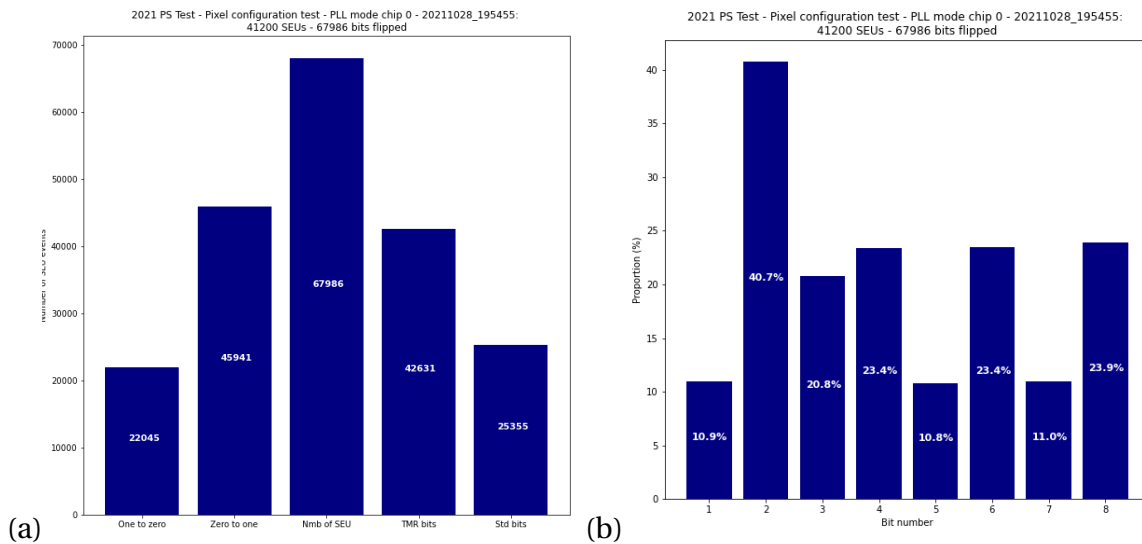 2021 PS Test - Pixel configuration test - PLL mode chip 0 - 20211028_195455:
41200 SEUs - 67986 bits flipped
70000
60000
50000
40000
30000
20000
10000
0
Number of SEU events
22045
45941
67986
42631
25355
One to zero
Zero to one
Nmb of SEU
TMR bits
Std bits
(a)
2021 PS Test - Pixel configuration test - PLL mode chip 0 - 20211028_195455:
41200 SEUs - 67986 bits flipped
40
35
30
25
20
15
10
5
0
Proportion (%)
10.9%
40.7%
20.8%
23.4%
10.8%
23.4%
11.0%
23.9%
1 2 3 4 5 6 7 8
Bit number
(b)